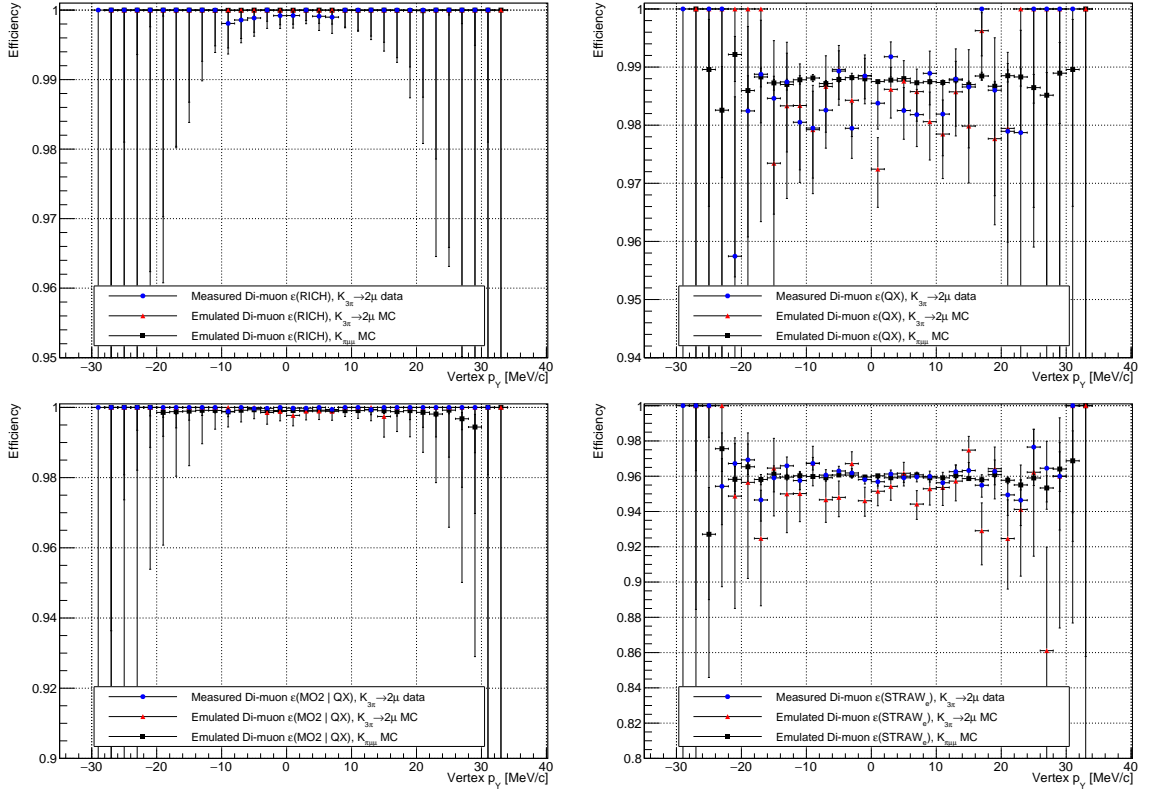 Efficiency
1
0.99
0.98
0.97
0.96
0.95
Measured Di-muon ε(RICH), K3π→2μ data
Emulated Di-muon ε(RICH), K3π→2μ MC
Emulated Di-muon ε(RICH), Kπμμ MC
−30 −20 −10 0 10 20 30 40
Vertex pY [MeV/c]
Efficiency
1
0.99
0.98
0.97
0.96
0.95
0.94
Measured Di-muon ε(QX), K3π→2μ data
Emulated Di-muon ε(QX), K3π→2μ MC
Emulated Di-muon ε(QX), Kπμμ MC
−30 −20 −10 0 10 20 30 40
Vertex pY [MeV/c]
Efficiency
1
0.98
0.96
0.94
0.92
0.9
Measured Di-muon ε(MO2 | QX), K3π→2μ data
Emulated Di-muon ε(MO2 | QX), K3π→2μ MC
Emulated Di-muon ε(MO2 | QX), Kπμμ MC
−30 −20 −10 0 10 20 30 40
Vertex pY [MeV/c]
Efficiency
1
0.98
0.96
0.94
0.92
0.9
0.88
0.86
0.84
0.82
0.8
Measured Di-muon ε(STRAWe), K3π→2μ data
Emulated Di-muon ε(STRAWe), K3π→2μ MC
Emulated Di-muon ε(STRAWe), Kπμμ MC
−30 −20 −10 0 10 20 30 40
Vertex pY [MeV/c]